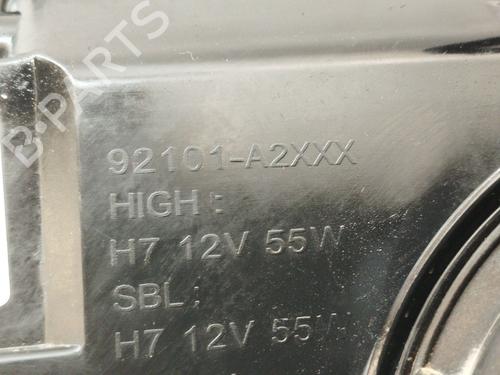 B-PARTS
92101-A2XXX
HIGH :
H7 12V 55W
SBL :
H7 12V 55W